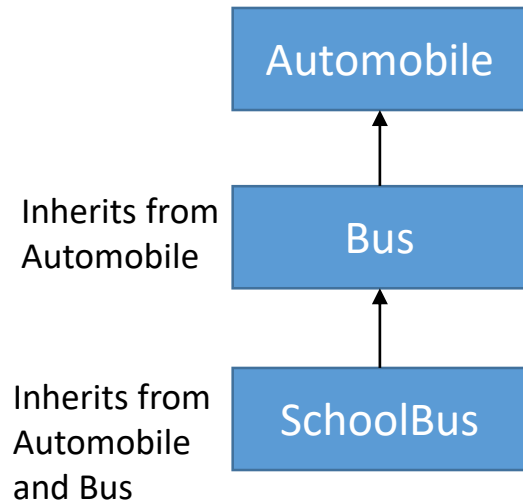 Automobile
Inherits from
Automobile
Bus
Inherits from
Automobile
and Bus
SchoolBus